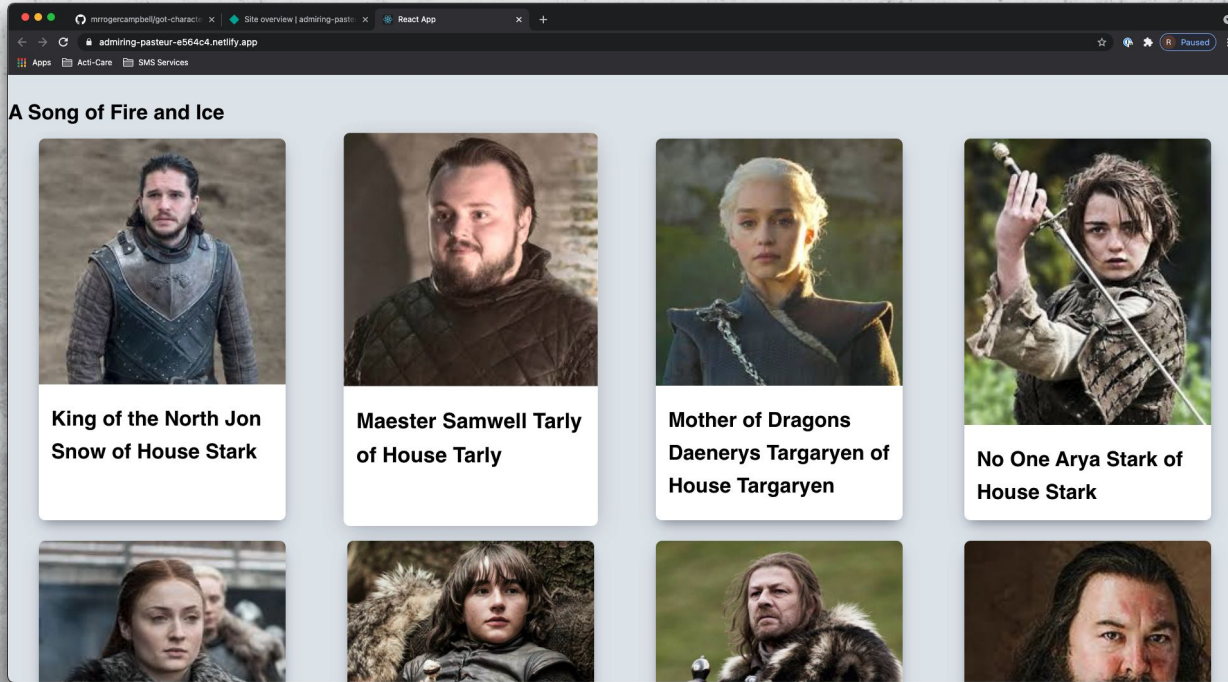 mrrogercampbell/got-characte
Site overview | admiring-paste
React App
admiring-pasteur-e564c4.netlify.app
R Paused
Apps Acti-Care SMS Services
A Song of Fire and Ice
King of the North Jon
Snow of House Stark
Maester Samwell Tarly
of House Tarly
Mother of Dragons
Daenerys Targaryen of
House Targaryen
No One Arya Stark of
House Stark